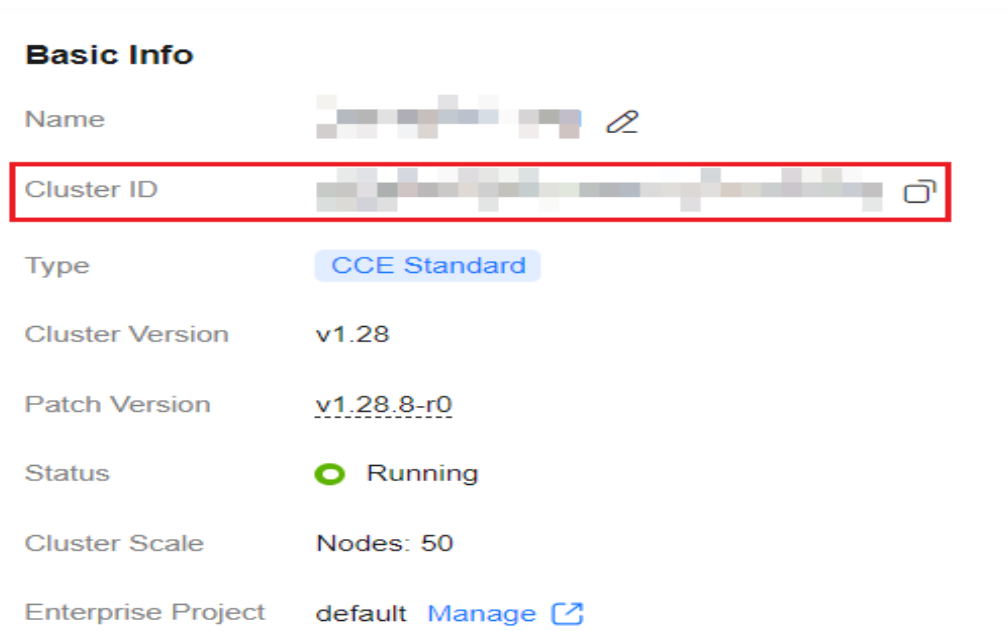 Basic Info
Name
Cluster ID
Type CCE Standard
Cluster Version v1.28
Patch Version v1.28.8-r0
Status Running
Cluster Scale Nodes: 50
Enterprise Project default Manage